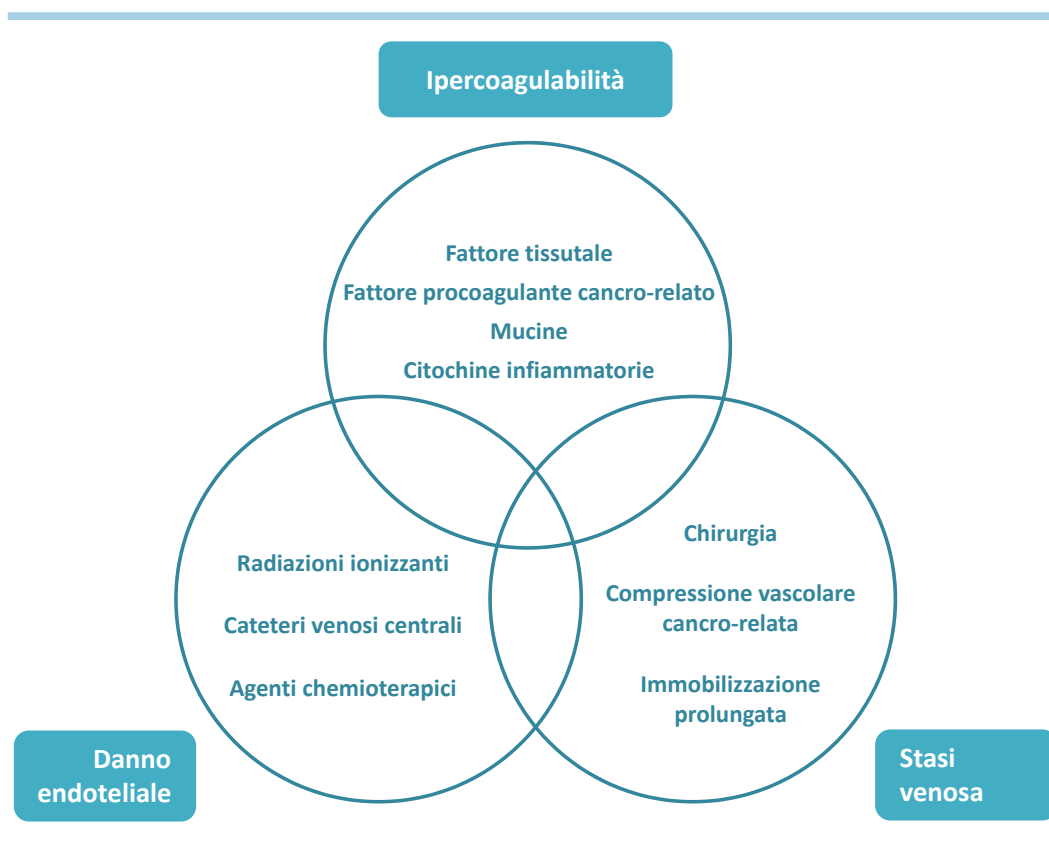 Ipercoagulabilità
Fattore tissutale
Fattore procoagulante cancro-relato
Mucine
Citochine infiammatorie
Radiazioni ionizzanti
Cateteri venosi centrali
Agenti chemioterapici
Chirurgia
Compressione vascolare
cancro-relata
Immobilizzazione
prolungata
Danno
endoteliale
Stasi
venosa